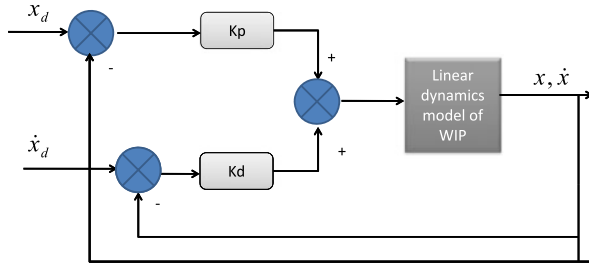 x_d
Kp
-
+
Linear
dynamics
model of
WIP
x, ẋ
ẋ_d
Kd
+
-